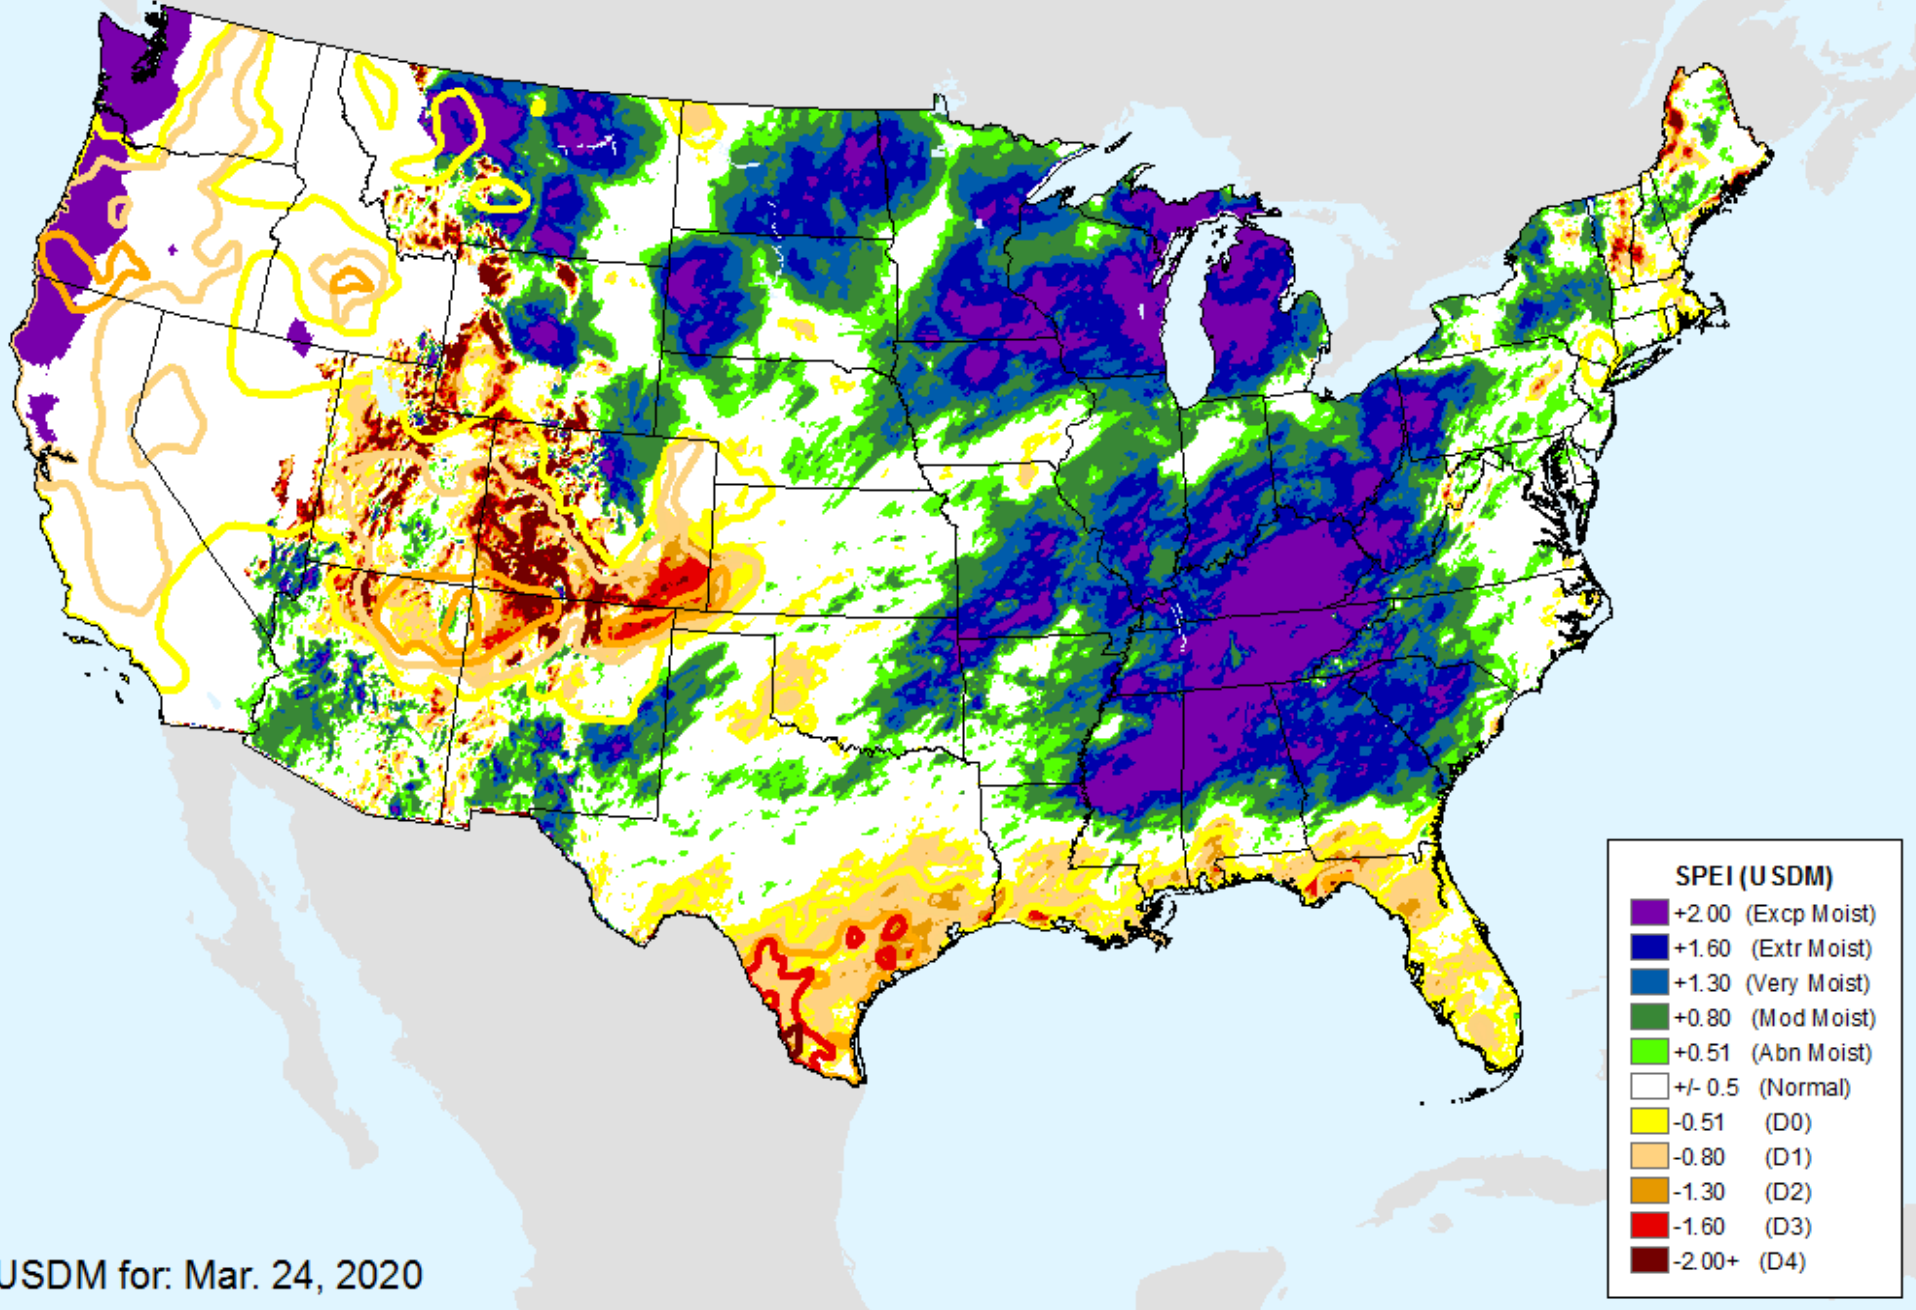 SPEI (USDM)
+2.00 (Excp Moist)
+1.60 (Extr Moist)
+1.30 (Very Moist)
+0.80 (Mod Moist)
+0.51 (Abn Moist)
+/- 0.5 (Normal)
-0.51 (D0)
-0.80 (D1)
-1.30 (D2)
-1.60 (D3)
-2.00+ (D4)
USDM for: Mar. 24, 2020